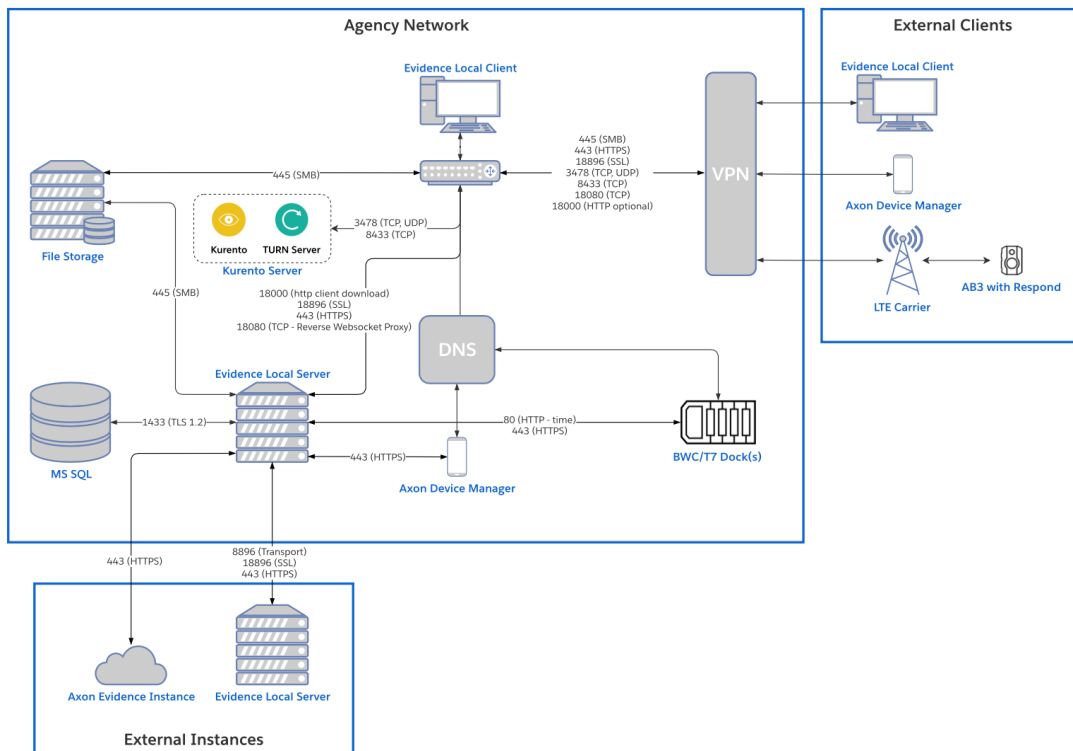 Agency Network
External Clients
Evidence Local Client
Evidence Local Client
445 (SMB)
443 (HTTPS)
18896 (SSL)
3478 (TCP, UDP)
8433 (TCP)
18080 (TCP)
18000 (HTTP optional)
VPN
445 (SMB)
Axon Device Manager
File Storage
Kurento
TURN Server
Kurento Server
3478 (TCP, UDP)
8433 (TCP)
LTE Carrier
AB3 with Respond
445 (SMB)
18000 (http client download)
18896 (SSL)
443 (HTTPS)
18080 (TCP - Reverse Websocket Proxy)
DNS
Evidence Local Server
MS SQL
1433 (TLS 1.2)
80 (HTTP - time)
443 (HTTPS)
BWC/T7 Dock(s)
443 (HTTPS)
Axon Device Manager
443 (HTTPS)
8896 (Transport)
18896 (SSL)
443 (HTTPS)
Axon Evidence Instance
Evidence Local Server
External Instances